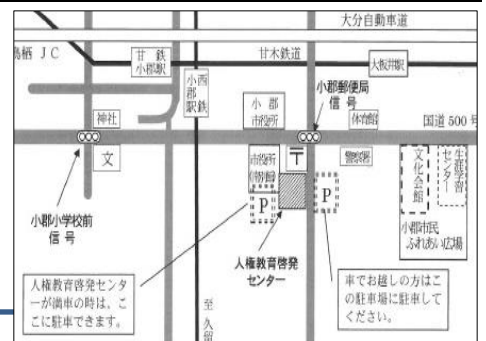 大分自動車道
鳥栖 ＪＣ
甘 鉄
小郡駅
甘木鉄道
大板井駅
西鉄
小郡駅
小 郡
市役所
小郡郵便局
信 号
体育館
国道 500 号
神社
文
〒
市役所
(別館)
警察署
文化会館
生涯学習
センター
P
P
小郡小学校前
信 号
小郡市民
ふれあい広場
人権教育啓発
センター
人権教育啓発センタ
ーが満車の時は、こ
こに駐車できます。
車でお越しの方はこ
の駐車場に駐車して
ください。
至 久留